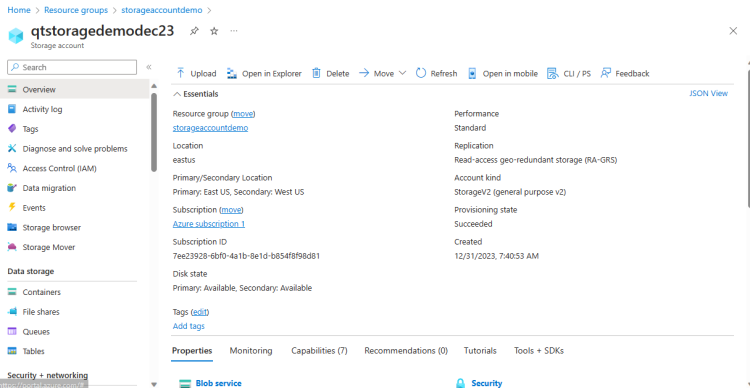 Home > Resource groups > storageaccountdemo >
qtstoragedemodec23
Storage account
Search
Overview
Activity log
Tags
Diagnose and solve problems
Access Control (IAM)
Data migration
Events
Storage browser
Storage Mover
Data storage
Containers
File shares
Queues
Tables
Security + networking
Upload Open in Explorer Delete Move Refresh Open in mobile CLI / PS Feedback
Essentials JSON View
Resource group (move)
storageaccountdemo
Location
eastus
Primary/Secondary Location
Primary: East US, Secondary: West US
Subscription (move)
Azure subscription 1
Subscription ID
7ee23928-6bf0-4a1b-8e1d-b854f8f98d81
Disk state
Primary: Available, Secondary: Available
Tags (edit)
Add tags
Performance
Standard
Replication
Read-access geo-redundant storage (RA-GRS)
Account kind
StorageV2 (general purpose v2)
Provisioning state
Succeeded
Created
12/31/2023, 7:40:53 AM
Properties Monitoring Capabilities (7) Recommendations (0) Tutorials Tools + SDKs
Blob service Security